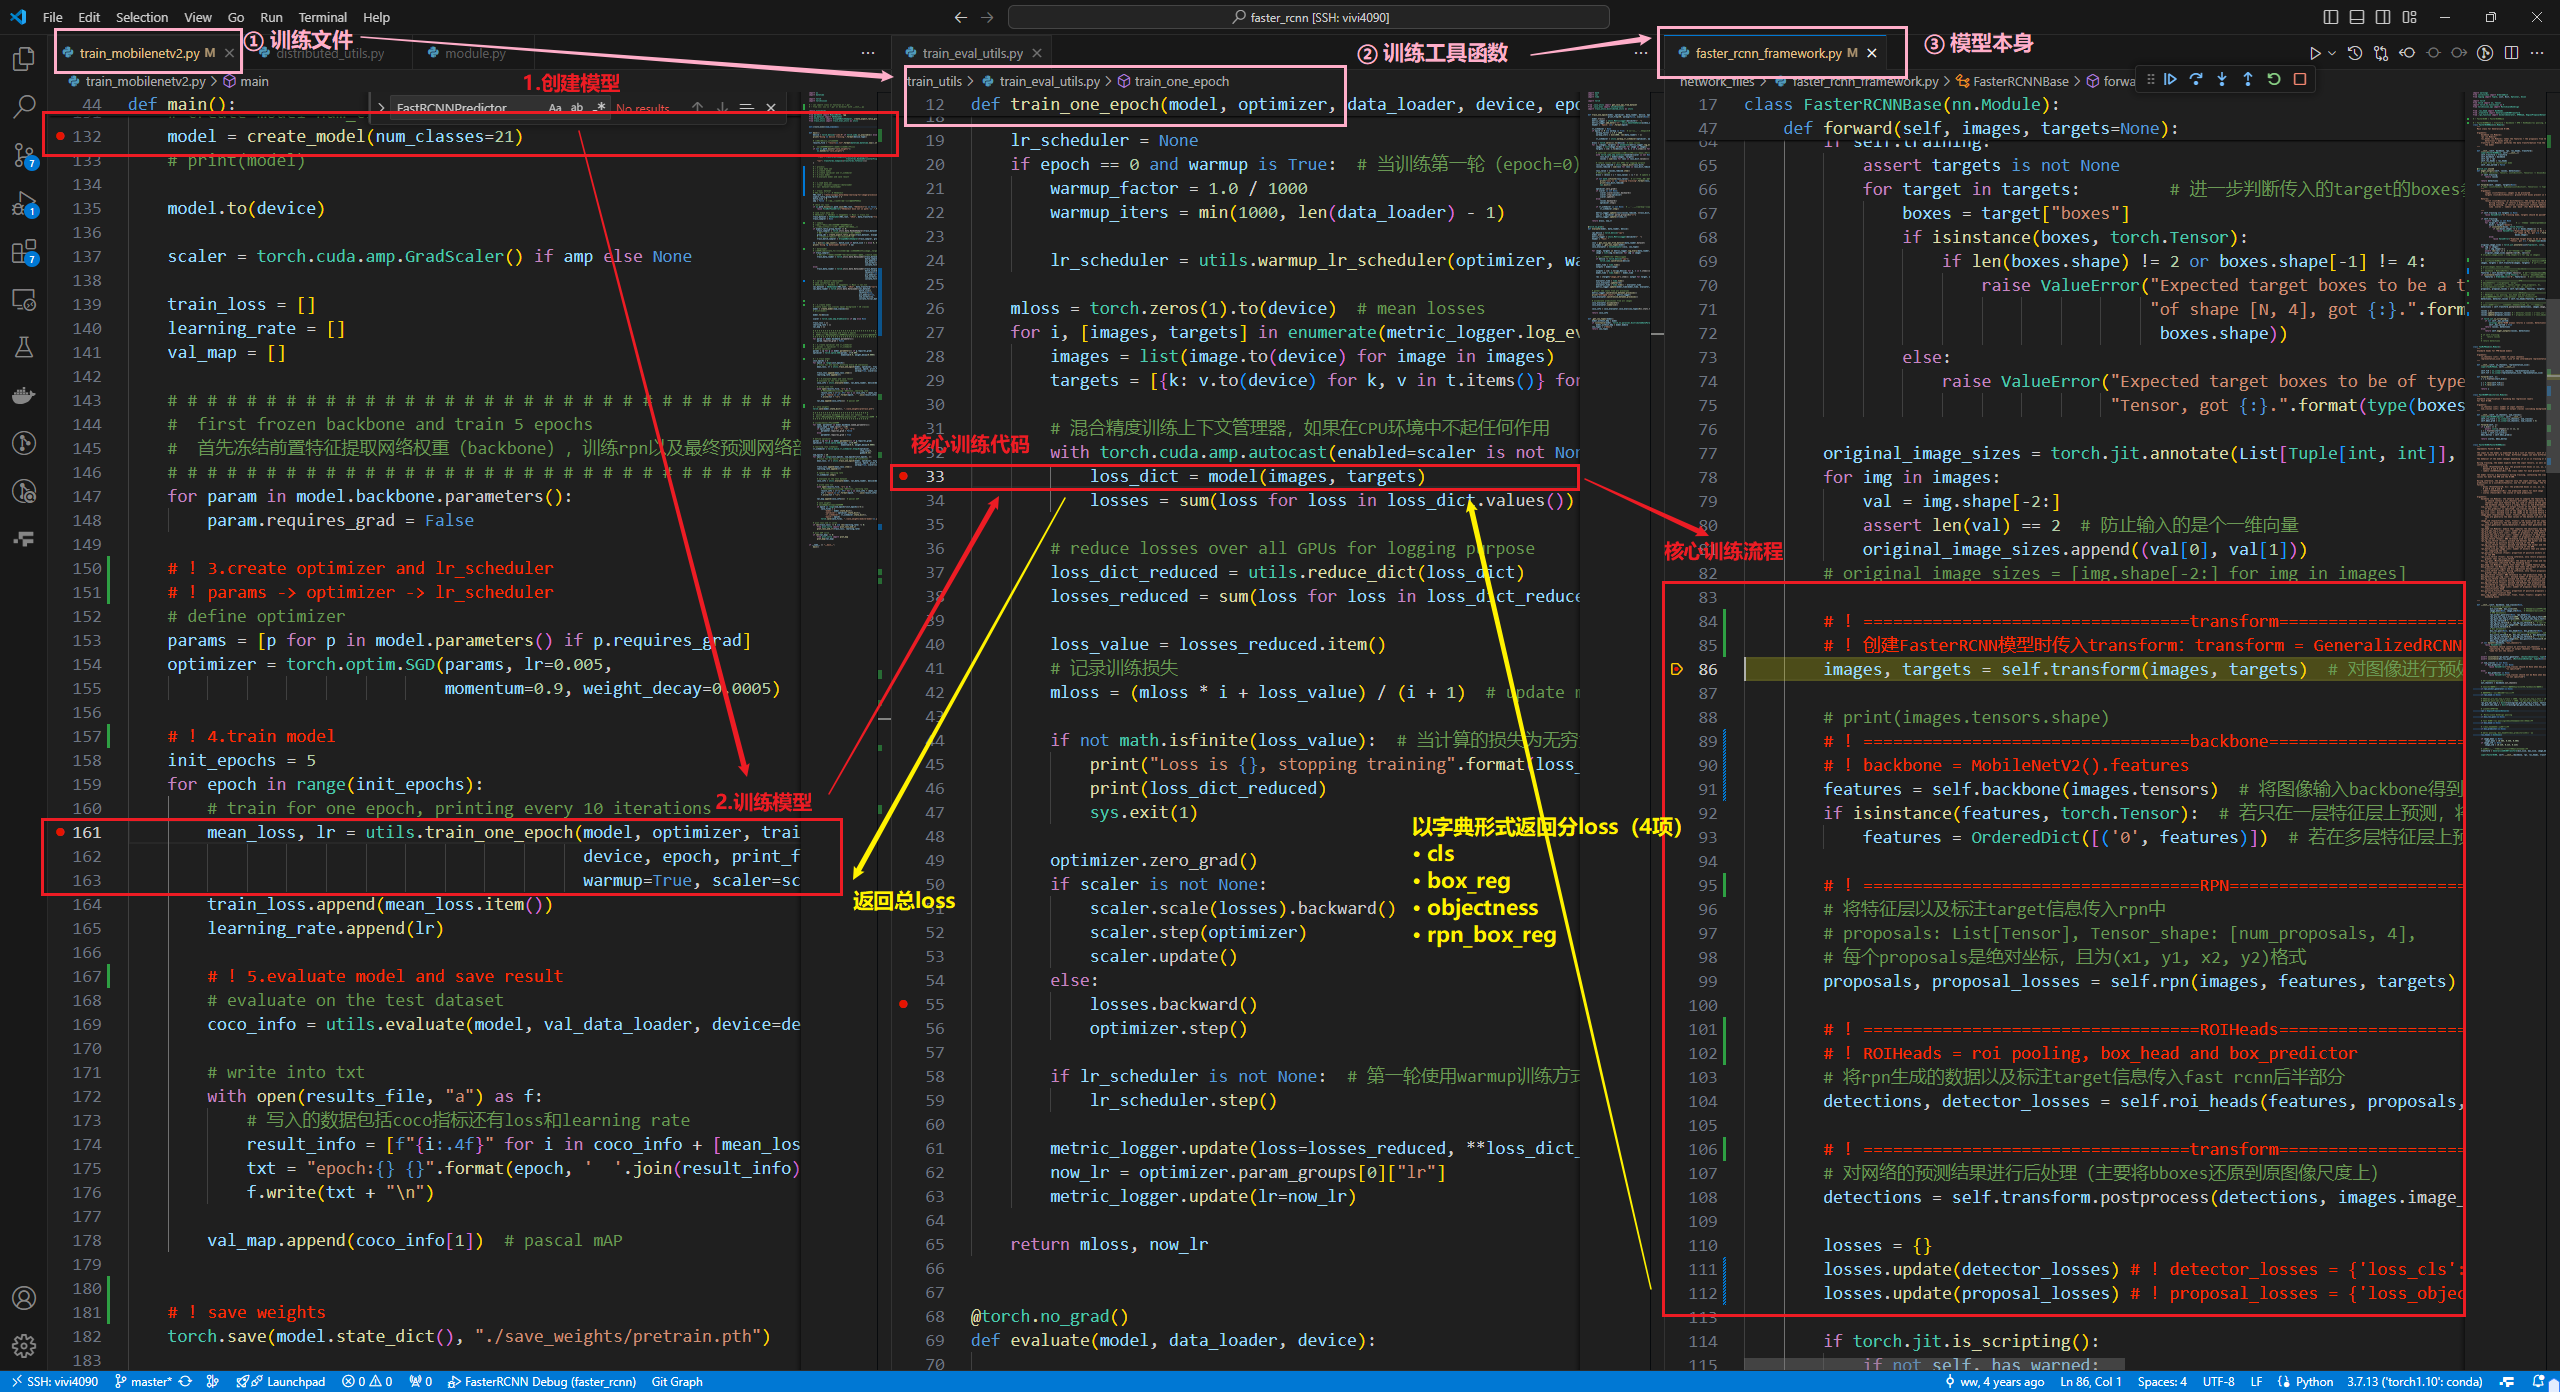 File Edit Selection View Go Run Terminal Help
faster_rcnn [SSH: vivi4090]
train_mobilenetv2.py M
① 训练文件
distributed_utils.py
module.py
train_mobilenetv2.py > main
1.创建模型
FastRCNNPredictor
Aa ab .*
No results
44 def main():
132 model = create_model(num_classes=21)
133 # print(model)
134
135 model.to(device)
136
137 scaler = torch.cuda.amp.GradScaler() if amp else None
138
139 train_loss = []
140 learning_rate = []
141 val_map = []
142
143 # # # # # # # # # # # # # # # # # # # # # # # # # # # # # # # #
144 #  first frozen backbone and train 5 epochs                   #
145 #  首先冻结前置特征提取网络权重（backbone），训练rpn以及最终预测网络部
146 # # # # # # # # # # # # # # # # # # # # # # # # # # # # # # # #
147 for param in model.backbone.parameters():
148 param.requires_grad = False
149
150 # ! 3.create optimizer and lr_scheduler
151 # ! params -> optimizer -> lr_scheduler
152 # define optimizer
153 params = [p for p in model.parameters() if p.requires_grad]
154 optimizer = torch.optim.SGD(params, lr=0.005,
155 momentum=0.9, weight_decay=0.0005)
156
157 # ! 4.train model
158 init_epochs = 5
159 for epoch in range(init_epochs):
160 # train for one epoch, printing every 10 iterations
2.训练模型
161 mean_loss, lr = utils.train_one_epoch(model, optimizer, trai
162 device, epoch, print_f
163 warmup=True, scaler=sc
164 train_loss.append(mean_loss.item())
165 learning_rate.append(lr)
166
167 # ! 5.evaluate model and save result
168 # evaluate on the test dataset
169 coco_info = utils.evaluate(model, val_data_loader, device=de
170
171 # write into txt
172 with open(results_file, "a") as f:
173 # 写入的数据包括coco指标还有loss和learning rate
174 result_info = [f"{i:.4f}" for i in coco_info + [mean_los
175 txt = "epoch:{} {}".format(epoch, '  '.join(result_info)
176 f.write(txt + "\n")
177
178 val_map.append(coco_info[1])  # pascal mAP
179
180
181 # ! save weights
182 torch.save(model.state_dict(), "./save_weights/pretrain.pth")
183
train_eval_utils.py
② 训练工具函数
train_utils > train_eval_utils.py > train_one_epoch
12 def train_one_epoch(model, optimizer, data_loader, device, epo
18
19 lr_scheduler = None
20 if epoch == 0 and warmup is True:  # 当训练第一轮（epoch=0）
21 warmup_factor = 1.0 / 1000
22 warmup_iters = min(1000, len(data_loader) - 1)
23
24 lr_scheduler = utils.warmup_lr_scheduler(optimizer, wa
25
26 mloss = torch.zeros(1).to(device)  # mean losses
27 for i, [images, targets] in enumerate(metric_logger.log_ev
28 images = list(image.to(device) for image in images)
29 targets = [{k: v.to(device) for k, v in t.items()} for
30
31 # 混合精度训练上下文管理器，如果在CPU环境中不起任何作用
核心训练代码
32 with torch.cuda.amp.autocast(enabled=scaler is not Non
33 loss_dict = model(images, targets)
34 losses = sum(loss for loss in loss_dict.values())
35
36 # reduce losses over all GPUs for logging purpose
37 loss_dict_reduced = utils.reduce_dict(loss_dict)
38 losses_reduced = sum(loss for loss in loss_dict_reduce
39
40 loss_value = losses_reduced.item()
41 # 记录训练损失
42 mloss = (mloss * i + loss_value) / (i + 1)  # update m
43
44 if not math.isfinite(loss_value):  # 当计算的损失为无穷
45 print("Loss is {}, stopping training".format(loss_
46 print(loss_dict_reduced)
47 sys.exit(1)
48
以字典形式返回分loss（4项）
• cls
• box_reg
• objectness
• rpn_box_reg
返回总loss
49 optimizer.zero_grad()
50 if scaler is not None:
51 scaler.scale(losses).backward()
52 scaler.step(optimizer)
53 scaler.update()
54 else:
55 losses.backward()
56 optimizer.step()
57
58 if lr_scheduler is not None:  # 第一轮使用warmup训练方式
59 lr_scheduler.step()
60
61 metric_logger.update(loss=losses_reduced, **loss_dict_
62 now_lr = optimizer.param_groups[0]["lr"]
63 metric_logger.update(lr=now_lr)
64
65 return mloss, now_lr
66
67
68 @torch.no_grad()
69 def evaluate(model, data_loader, device):
70
faster_rcnn_framework.py M
③ 模型本身
network_files > faster_rcnn_framework.py > FasterRCNNBase > forwa
17 class FasterRCNNBase(nn.Module):
47 def forward(self, images, targets=None):
64 if self.training:
65 assert targets is not None
66 for target in targets:         # 进一步判断传入的target的boxes参
67 boxes = target["boxes"]
68 if isinstance(boxes, torch.Tensor):
69 if len(boxes.shape) != 2 or boxes.shape[-1] != 4:
70 raise ValueError("Expected target boxes to be a t
71 "of shape [N, 4], got {:}.".form
72 boxes.shape))
73 else:
74 raise ValueError("Expected target boxes to be of type
75 "Tensor, got {:}.".format(type(boxes
76
77 original_image_sizes = torch.jit.annotate(List[Tuple[int, int]],
78 for img in images:
79 val = img.shape[-2:]
80 assert len(val) == 2  # 防止输入的是个一维向量
核心训练流程
original_image_sizes.append((val[0], val[1]))
82 # original_image_sizes = [img.shape[-2:] for img in images]
83
84 # ! =================================transform===================
85 # ! 创建FasterRCNN模型时传入transform：transform = GeneralizedRCNN
86 images, targets = self.transform(images, targets)  # 对图像进行预处
87
88 # print(images.tensors.shape)
89 # ! =================================backbone====================
90 # ! backbone = MobileNetV2().features
91 features = self.backbone(images.tensors)  # 将图像输入backbone得到
92 if isinstance(features, torch.Tensor):  # 若只在一层特征层上预测，将
93 features = OrderedDict([('0', features)])  # 若在多层特征层上预
94
95 # ! ==================================RPN========================
96 # 将特征层以及标注target信息传入rpn中
97 # proposals: List[Tensor], Tensor_shape: [num_proposals, 4],
98 # 每个proposals是绝对坐标，且为(x1, y1, x2, y2)格式
99 proposals, proposal_losses = self.rpn(images, features, targets)
100
101 # ! ==================================ROIHeads===================
102 # ! ROIHeads = roi pooling, box_head and box_predictor
103 # 将rpn生成的数据以及标注target信息传入fast rcnn后半部分
104 detections, detector_losses = self.roi_heads(features, proposals,
105
106 # ! =================================transform===================
107 # 对网络的预测结果进行后处理（主要将bboxes还原到原图像尺度上）
108 detections = self.transform.postprocess(detections, images.image_
109
110 losses = {}
111 losses.update(detector_losses) # ! detector_losses = {'loss_cls':
112 losses.update(proposal_losses) # ! proposal_losses = {'loss_objec
113
114 if torch.jit.is_scripting():
115 if not self._has_warned:
SSH: vivi4090 master* Launchpad 0 0 0 FasterRCNN Debug (faster_rcnn) Git Graph
ww, 4 years ago Ln 86, Col 1 Spaces: 4 UTF-8 LF Python 3.7.13 ('torch1.10': conda)